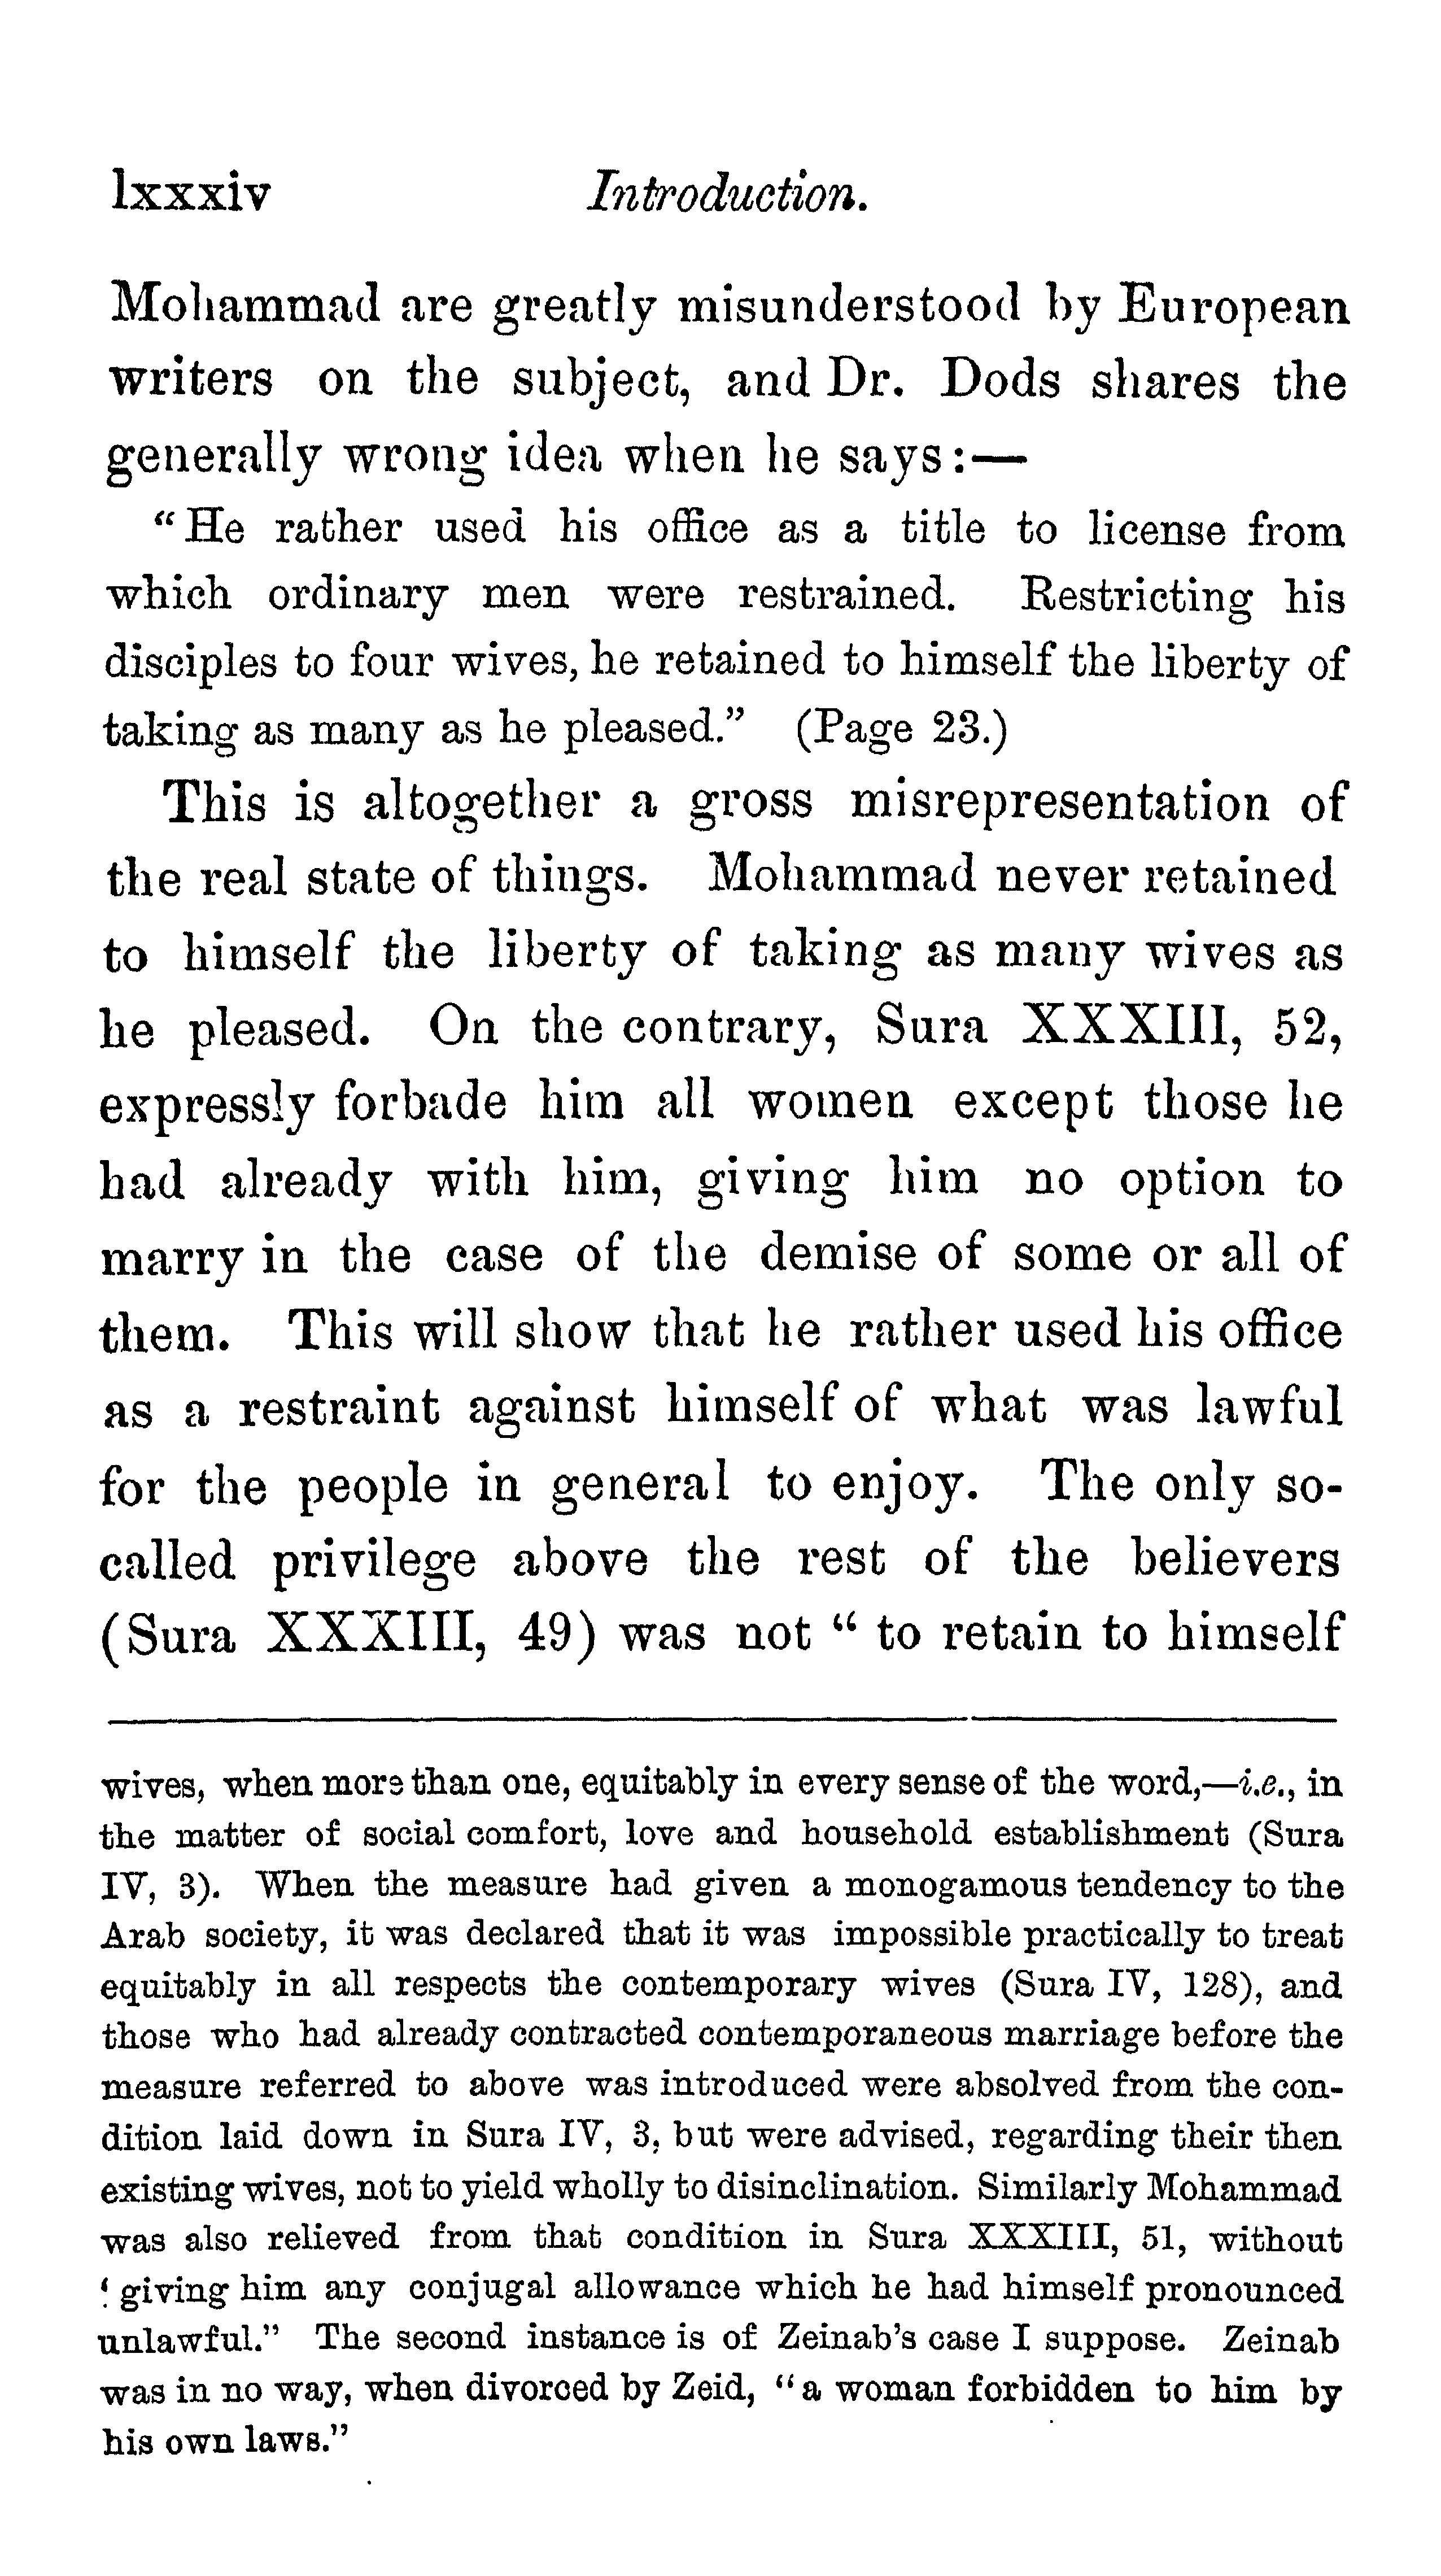 lxxxiv Introduction.
Mohammad are greatly misunderstood by European
writers on the subject, and Dr. Dods shares the
generally wrong idea when he says:—
“He rather used his office as a title to license from
which ordinary men were restrained. Restricting his
disciples to four wives, he retained to himself the liberty of
taking as many as he pleased.” (Page 23.)
This is altogether a gross misrepresentation of
the real state of things. Mohammad never retained
to himself the liberty of taking as many wives as
he pleased. On the contrary, Sura XXXIII, 52,
expressly forbade him all women except those he
had already with him, giving him no option to
marry in the case of the demise of some or all of
them. This will show that he rather used his office
as a restraint against himself of what was lawful
for the people in general to enjoy. The only so-
called privilege above the rest of the believers
(Sura XXXIII, 49) was not “ to retain to himself
wives, when more than one, equitably in every sense of the word,—i.e., in
the matter of social comfort, love and household establishment (Sura
IV, 3). When the measure had given a monogamous tendency to the
Arab society, it was declared that it was impossible practically to treat
equitably in all respects the contemporary wives (Sura IV, 128), and
those who had already contracted contemporaneous marriage before the
measure referred to above was introduced were absolved from the con-
dition laid down in Sura IV, 3, but were advised, regarding their then
existing wives, not to yield wholly to disinclination. Similarly Mohammad
was also relieved from that condition in Sura XXXIII, 51, without
‘ giving him any conjugal allowance which he had himself pronounced
unlawful.” The second instance is of Zeinab’s case I suppose. Zeinab
was in no way, when divorced by Zeid, “a woman forbidden to him by
his own laws.”